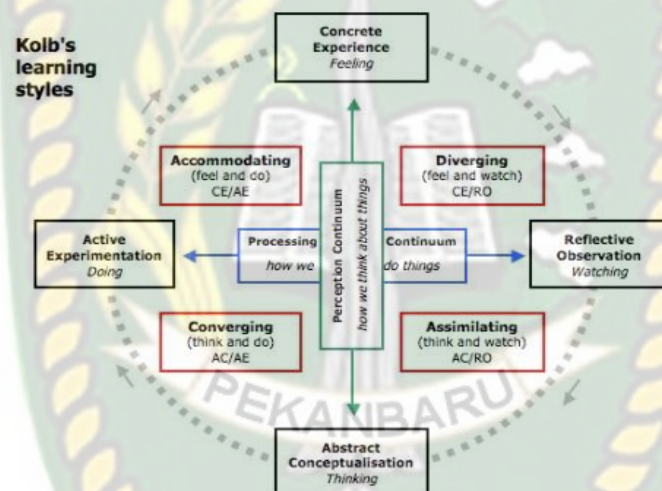 Kolb's
learning
styles
Concrete
Experience
Feeling
Accommodating
(feel and do)
CE/AE
Diverging
(feel and watch)
CE/RO
Active
Experimentation
Doing
Processing Continuum
how we do things
Perception Continuum
how we think about things
Reflective
Observation
Watching
Converging
(think and do)
AC/AE
Assimilating
(think and watch)
AC/RO
PEKANBARU
Abstract
Conceptualisation
Thinking